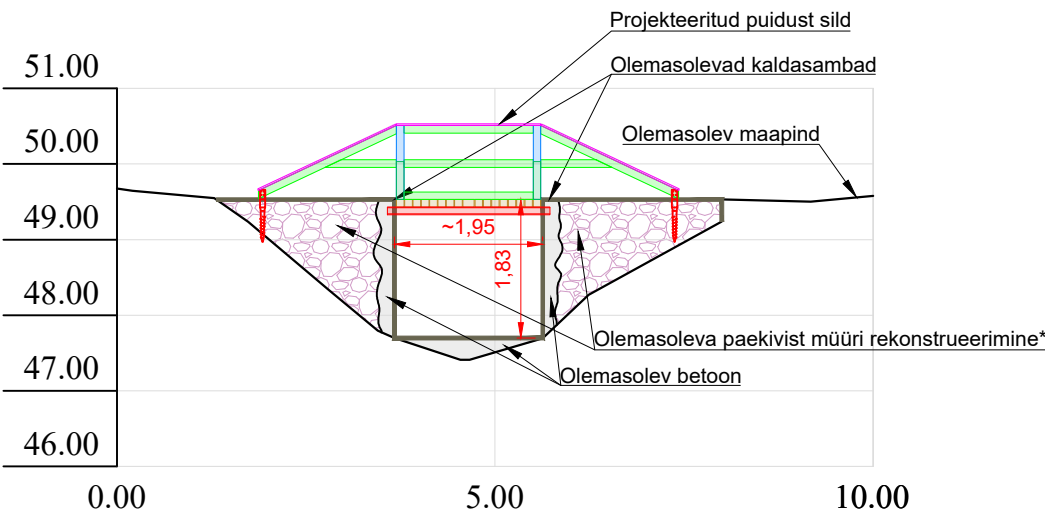 Projekteeritud puidust sild
Olemasolevad kaldasambad
51.00
Olemasolev maapind
50.00
49.00
~1,95
1,83
48.00
Olemasoleva paekivist müüri rekonstrueerimine*
47.00
Olemasolev betoon
46.00
0.00
5.00
10.00